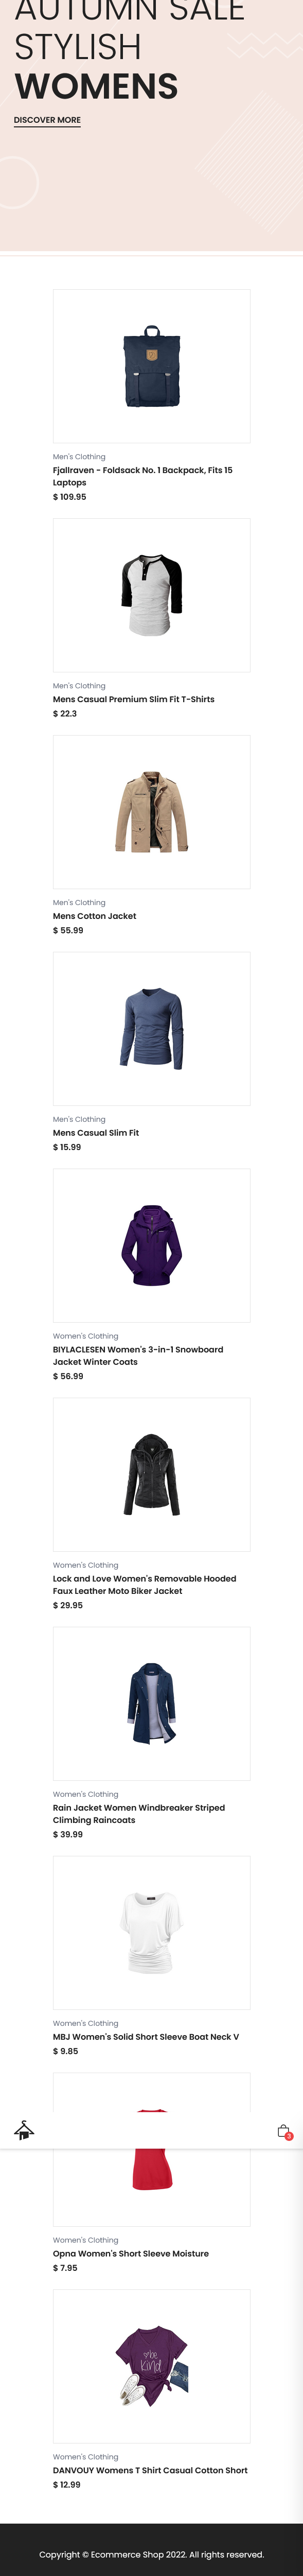 AUTUMN SALE
STYLISH
WOMENS
DISCOVER MORE
Men's Clothing
Fjallraven - Foldsack No. 1 Backpack, Fits 15
Laptops
$ 109.95
Men's Clothing
Mens Casual Premium Slim Fit T-Shirts
$ 22.3
Men's Clothing
Mens Cotton Jacket
$ 55.99
Men's Clothing
Mens Casual Slim Fit
$ 15.99
Women's Clothing
BIYLACLESEN Women's 3-in-1 Snowboard
Jacket Winter Coats
$ 56.99
Women's Clothing
Lock and Love Women's Removable Hooded
Faux Leather Moto Biker Jacket
$ 29.95
Women's Clothing
Rain Jacket Women Windbreaker Striped
Climbing Raincoats
$ 39.99
Women's Clothing
MBJ Women's Solid Short Sleeve Boat Neck V
$ 9.85
3
Women's Clothing
Opna Women's Short Sleeve Moisture
$ 7.95
be
kind
Women's Clothing
DANVOUY Womens T Shirt Casual Cotton Short
$ 12.99
Copyright © Ecommerce Shop 2022. All rights reserved.